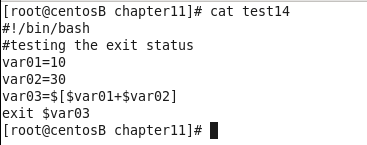 [root@centosB chapter11]# cat test14
#!/bin/bash
#testing the exit status
var01=10
var02=30
var03=$[$var01+$var02]
exit $var03
[root@centosB chapter11]#